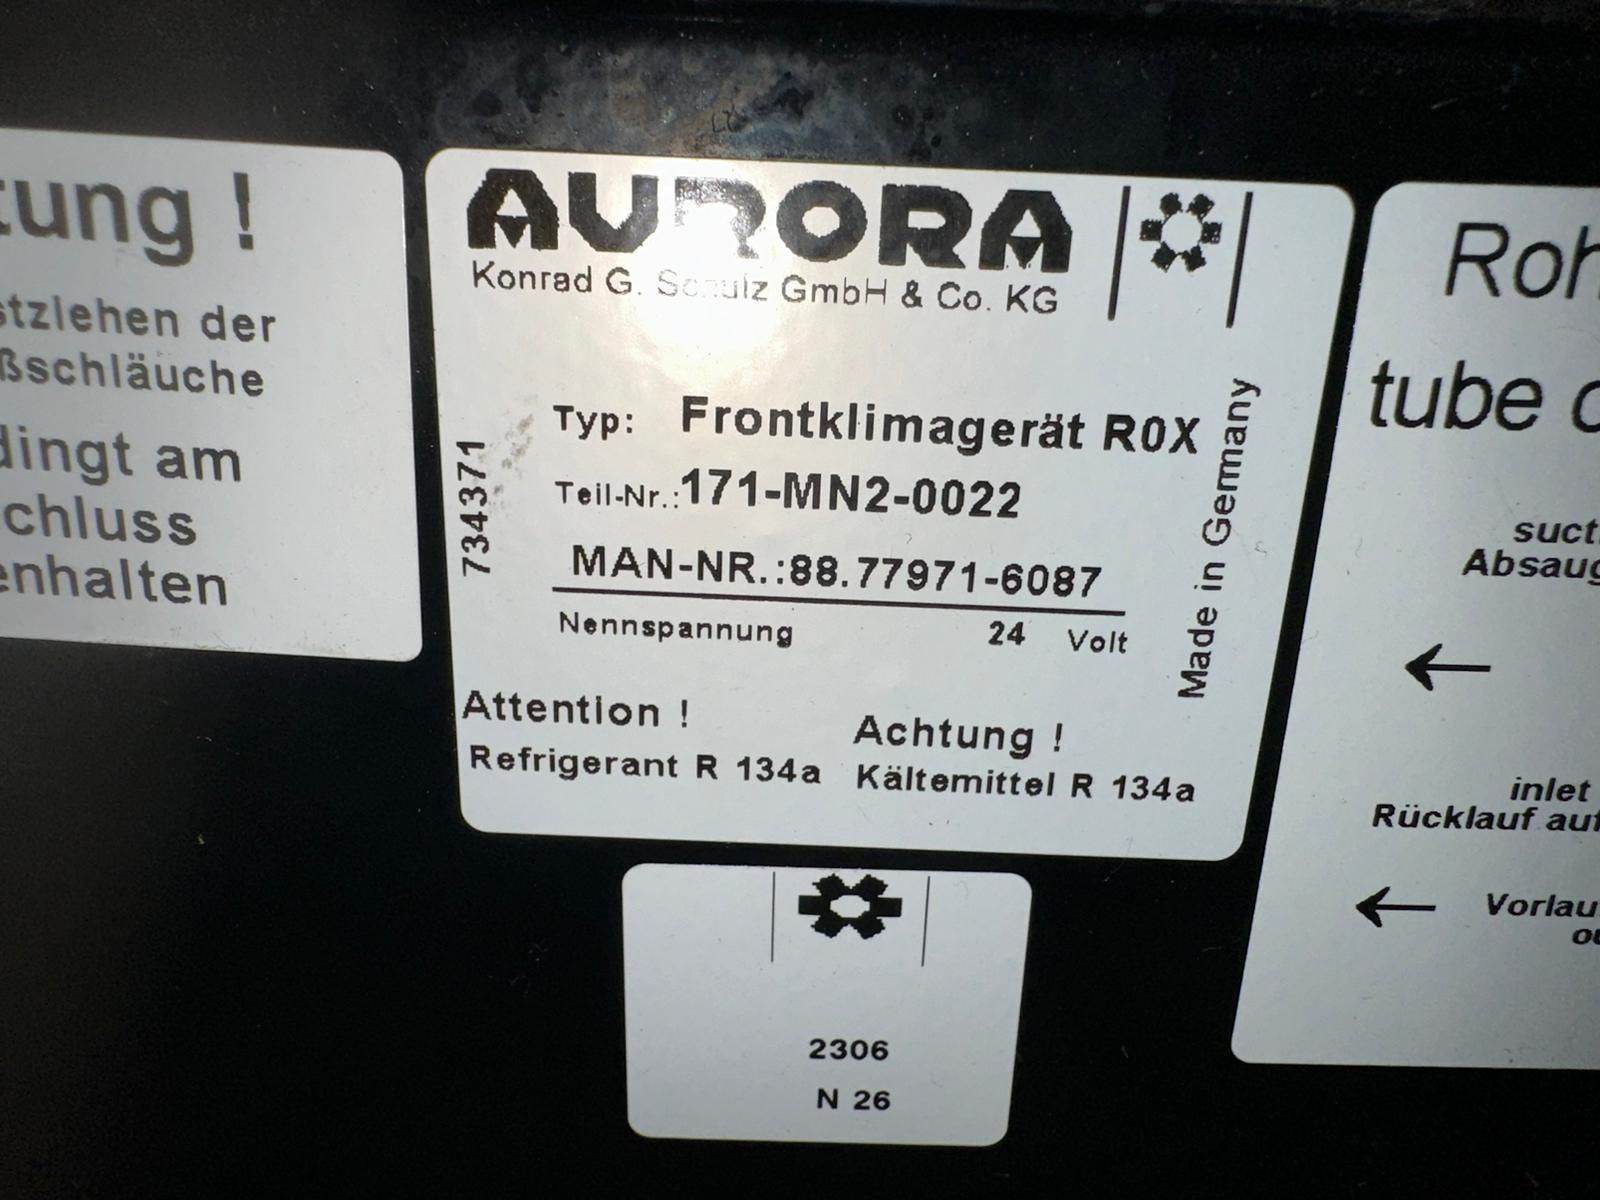 tung !
stziehen der
ßschläuche
dingt am
chluss
enhalten
AURORA
Konrad G. Schulz GmbH & Co. KG
734371
Typ: Frontklimagerät R0X
Teil-Nr.:171-MN2-0022
MAN-NR.:88.77971-6087
Nennspannung 24 Volt
Made in Germany
Attention !
Refrigerant R 134a
Achtung !
Kältemittel R 134a
2306
N 26
Roh
tube
suct
Absaug
inlet
Rücklauf auf
Vorlau